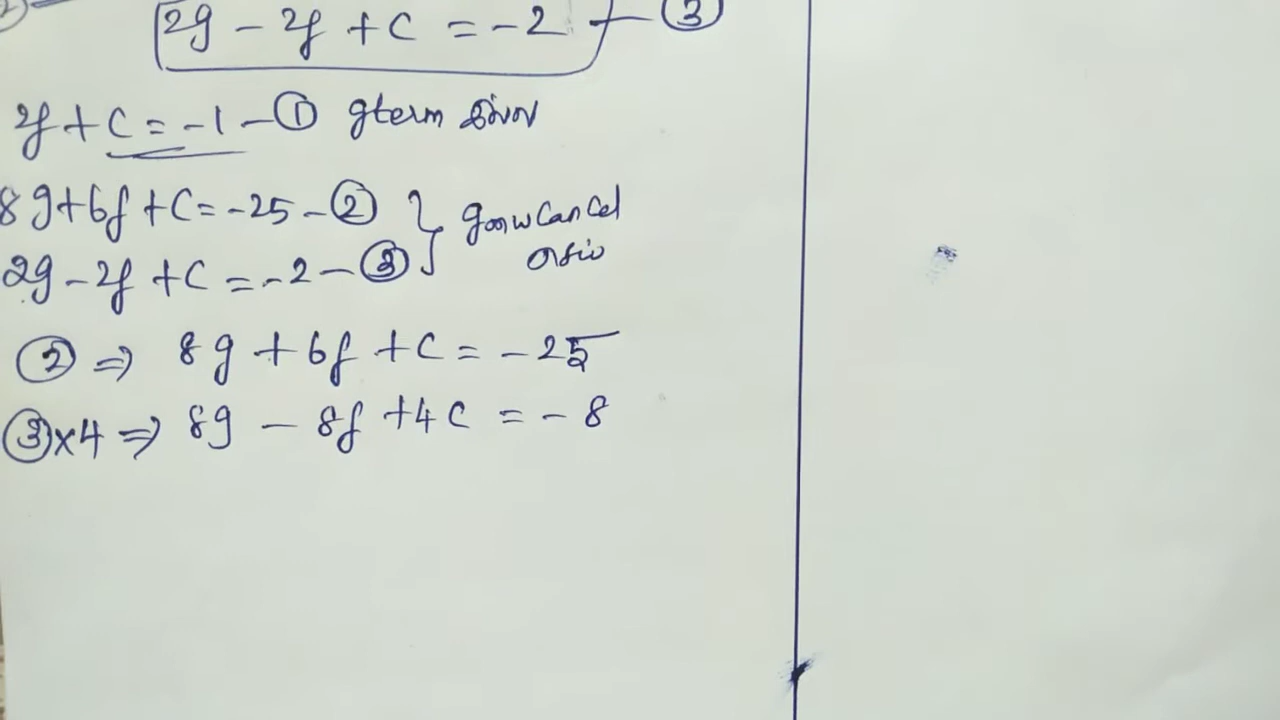 2g - 2f + c = -2 — ③
2f + c = -1 — ① g term இல்ல
8g + 6f + c = -25 — ②
2g - 2f + c = -2 — ③
② ⇒ 8g + 6f + c = -25
③ × 4 ⇒ 8g - 8f + 4c = -8